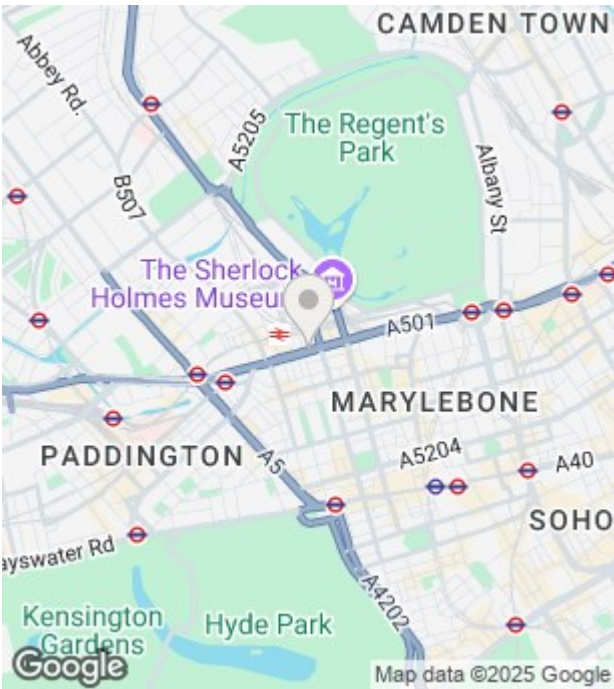 CAMDEN TOWN
Abbey Rd.
A5205
The Regent's
Park
Albany St
B507
The Sherlock
Holmes Museu
A501
MARYLEBONE
PADDINGTON
A5
A5204
A40
SOHO
ayswater Rd
A4202
Kensington
Gardens
Hyde Park
Google
Map data ©2025 Google